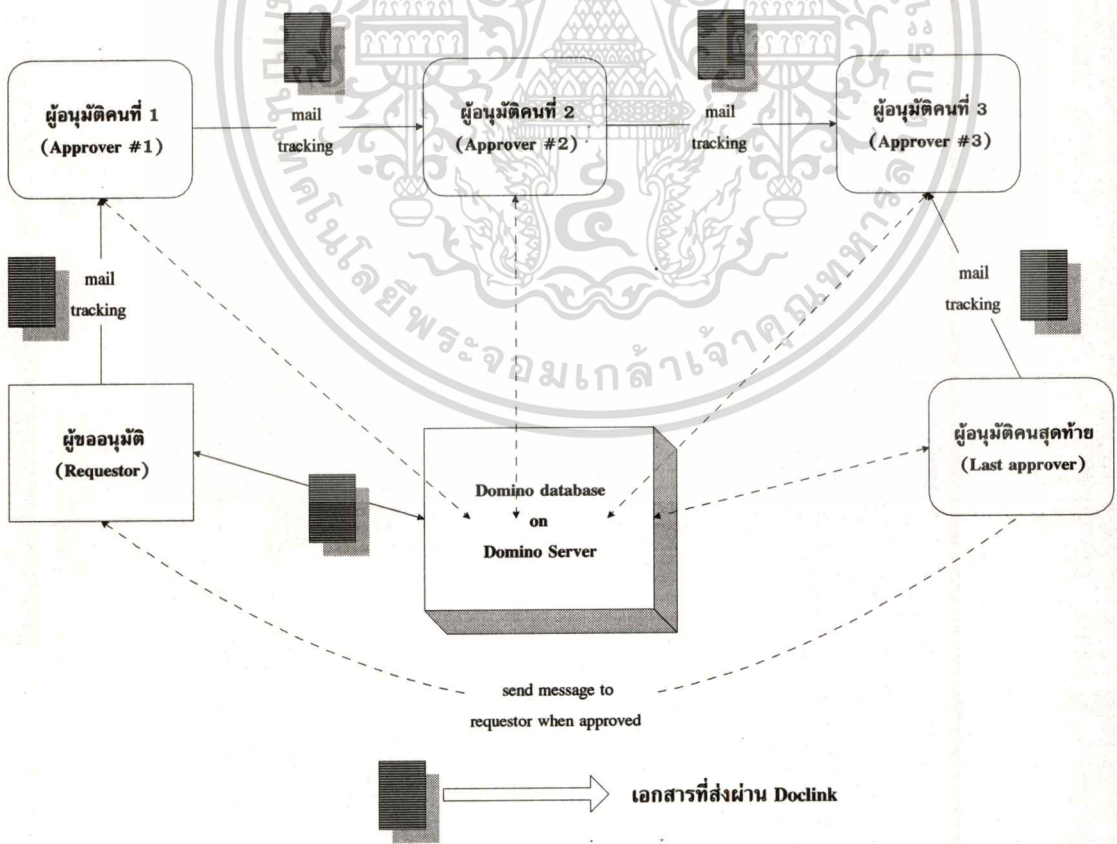 ผู้อนุมัติคนที่ 1
(Approver #1)
mail
tracking
ผู้อนุมัติคนที่ 2
(Approver #2)
mail
tracking
ผู้อนุมัติคนที่ 3
(Approver #3)
mail
tracking
mail
tracking
ผู้ขออนุมัติ
(Requestor)
Domino database
on
Domino Server
ผู้อนุมัติคนสุดท้าย
(Last approver)
send message to
requestor when approved
เอกสารที่ส่งผ่าน Doclink